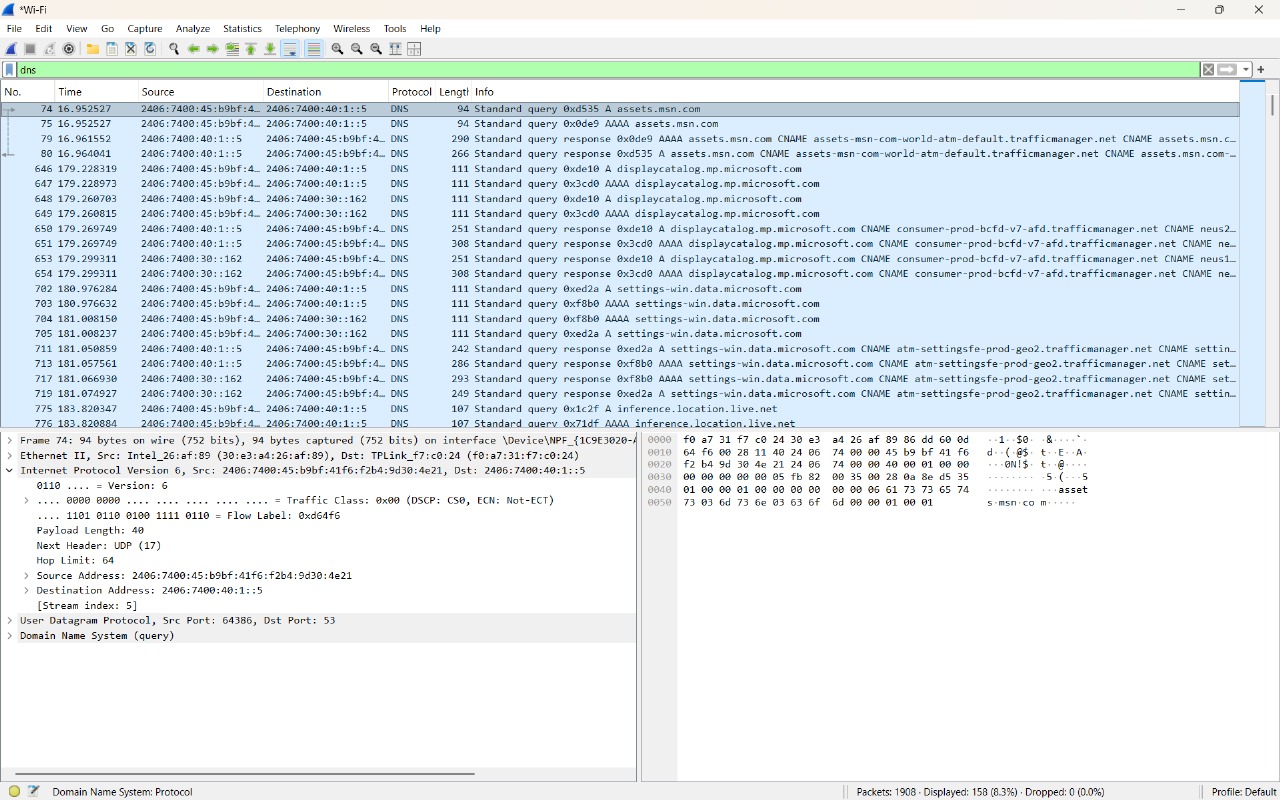 *Wi-Fi
File Edit View Go Capture Analyze Statistics Telephony Wireless Tools Help
dns
No. Time Source Destination Protocol Lengtl Info
74 16.952527 2406:7400:45:b9bf:4… 2406:7400:40:1::5 DNS 94 Standard query 0xd535 A assets.msn.com
75 16.952527 2406:7400:45:b9bf:4… 2406:7400:40:1::5 DNS 94 Standard query 0x0de9 AAAA assets.msn.com
79 16.961552 2406:7400:40:1::5 2406:7400:45:b9bf:4… DNS 290 Standard query response 0x0de9 AAAA assets.msn.com CNAME assets-msn-com-world-atm-default.trafficmanager.net CNAME assets.msn.c…
80 16.964041 2406:7400:40:1::5 2406:7400:45:b9bf:4… DNS 266 Standard query response 0xd535 A assets.msn.com CNAME assets-msn-com-world-atm-default.trafficmanager.net CNAME assets.msn.com-…
646 179.228319 2406:7400:45:b9bf:4… 2406:7400:40:1::5 DNS 111 Standard query 0xde10 A displaycatalog.mp.microsoft.com
647 179.228973 2406:7400:45:b9bf:4… 2406:7400:40:1::5 DNS 111 Standard query 0x3cd0 AAAA displaycatalog.mp.microsoft.com
648 179.260703 2406:7400:45:b9bf:4… 2406:7400:30::162 DNS 111 Standard query 0xde10 A displaycatalog.mp.microsoft.com
649 179.260815 2406:7400:45:b9bf:4… 2406:7400:30::162 DNS 111 Standard query 0x3cd0 AAAA displaycatalog.mp.microsoft.com
650 179.269749 2406:7400:40:1::5 2406:7400:45:b9bf:4… DNS 251 Standard query response 0xde10 A displaycatalog.mp.microsoft.com CNAME consumer-prod-bcfd-v7-afd.trafficmanager.net CNAME neus2…
651 179.269749 2406:7400:40:1::5 2406:7400:45:b9bf:4… DNS 308 Standard query response 0x3cd0 AAAA displaycatalog.mp.microsoft.com CNAME consumer-prod-bcfd-v7-afd.trafficmanager.net CNAME ne…
653 179.299311 2406:7400:30::162 2406:7400:45:b9bf:4… DNS 251 Standard query response 0xde10 A displaycatalog.mp.microsoft.com CNAME consumer-prod-bcfd-v7-afd.trafficmanager.net CNAME neus1…
654 179.299311 2406:7400:30::162 2406:7400:45:b9bf:4… DNS 308 Standard query response 0x3cd0 AAAA displaycatalog.mp.microsoft.com CNAME consumer-prod-bcfd-v7-afd.trafficmanager.net CNAME ne…
702 180.976284 2406:7400:45:b9bf:4… 2406:7400:40:1::5 DNS 111 Standard query 0xed2a A settings-win.data.microsoft.com
703 180.976632 2406:7400:45:b9bf:4… 2406:7400:40:1::5 DNS 111 Standard query 0xf8b0 AAAA settings-win.data.microsoft.com
704 181.008150 2406:7400:45:b9bf:4… 2406:7400:30::162 DNS 111 Standard query 0xf8b0 AAAA settings-win.data.microsoft.com
705 181.008237 2406:7400:45:b9bf:4… 2406:7400:30::162 DNS 111 Standard query 0xed2a A settings-win.data.microsoft.com
711 181.050859 2406:7400:40:1::5 2406:7400:45:b9bf:4… DNS 242 Standard query response 0xed2a A settings-win.data.microsoft.com CNAME atm-settingsfe-prod-geo2.trafficmanager.net CNAME settin…
713 181.057561 2406:7400:40:1::5 2406:7400:45:b9bf:4… DNS 286 Standard query response 0xf8b0 AAAA settings-win.data.microsoft.com CNAME atm-settingsfe-prod-geo2.trafficmanager.net CNAME set…
717 181.066930 2406:7400:30::162 2406:7400:45:b9bf:4… DNS 293 Standard query response 0xf8b0 AAAA settings-win.data.microsoft.com CNAME atm-settingsfe-prod-geo2.trafficmanager.net CNAME set…
719 181.074927 2406:7400:30::162 2406:7400:45:b9bf:4… DNS 249 Standard query response 0xed2a A settings-win.data.microsoft.com CNAME atm-settingsfe-prod-geo2.trafficmanager.net CNAME settin…
775 183.820347 2406:7400:45:b9bf:4… 2406:7400:40:1::5 DNS 107 Standard query 0x1c2f A inference.location.live.net
776 183.820884 2406:7400:45:b9bf:4… 2406:7400:40:1::5 DNS 107 Standard query 0x71df AAAA inference.location.live.net
Frame 74: 94 bytes on wire (752 bits), 94 bytes captured (752 bits) on interface \Device\NPF_{1C9E3020-A
Ethernet II, Src: Intel_26:af:89 (30:e3:a4:26:af:89), Dst: TPLink_f7:c0:24 (f0:a7:31:f7:c0:24)
Internet Protocol Version 6, Src: 2406:7400:45:b9bf:41f6:f2b4:9d30:4e21, Dst: 2406:7400:40:1::5
0110 .... = Version: 6
.... 0000 0000 .... .... .... .... .... = Traffic Class: 0x00 (DSCP: CS0, ECN: Not-ECT)
.... 1101 0110 0100 1111 0110 = Flow Label: 0xd64f6
Payload Length: 40
Next Header: UDP (17)
Hop Limit: 64
Source Address: 2406:7400:45:b9bf:41f6:f2b4:9d30:4e21
Destination Address: 2406:7400:40:1::5
[Stream index: 5]
User Datagram Protocol, Src Port: 64386, Dst Port: 53
Domain Name System (query)
0000 f0 a7 31 f7 c0 24 30 e3 a4 26 af 89 86 dd 60 0d ··1··$0· ·&····`·
0010 64 f6 00 28 11 40 24 06 74 00 00 45 b9 bf 41 f6 d··(·@$· t··E··A·
0020 f2 b4 9d 30 4e 21 24 06 74 00 00 40 00 01 00 00 ···0N!$· t··@····
0030 00 00 00 00 00 05 fb 82 00 35 00 28 0a 8e d5 35 ········ ·5·(···5
0040 01 00 00 01 00 00 00 00 00 00 06 61 73 73 65 74 ········ ···asset
0050 73 03 6d 73 6e 03 63 6f 6d 00 00 01 00 01 s·msn·co m·····
Domain Name System: Protocol
Packets: 1908 · Displayed: 158 (8.3%) · Dropped: 0 (0.0%)
Profile: Default